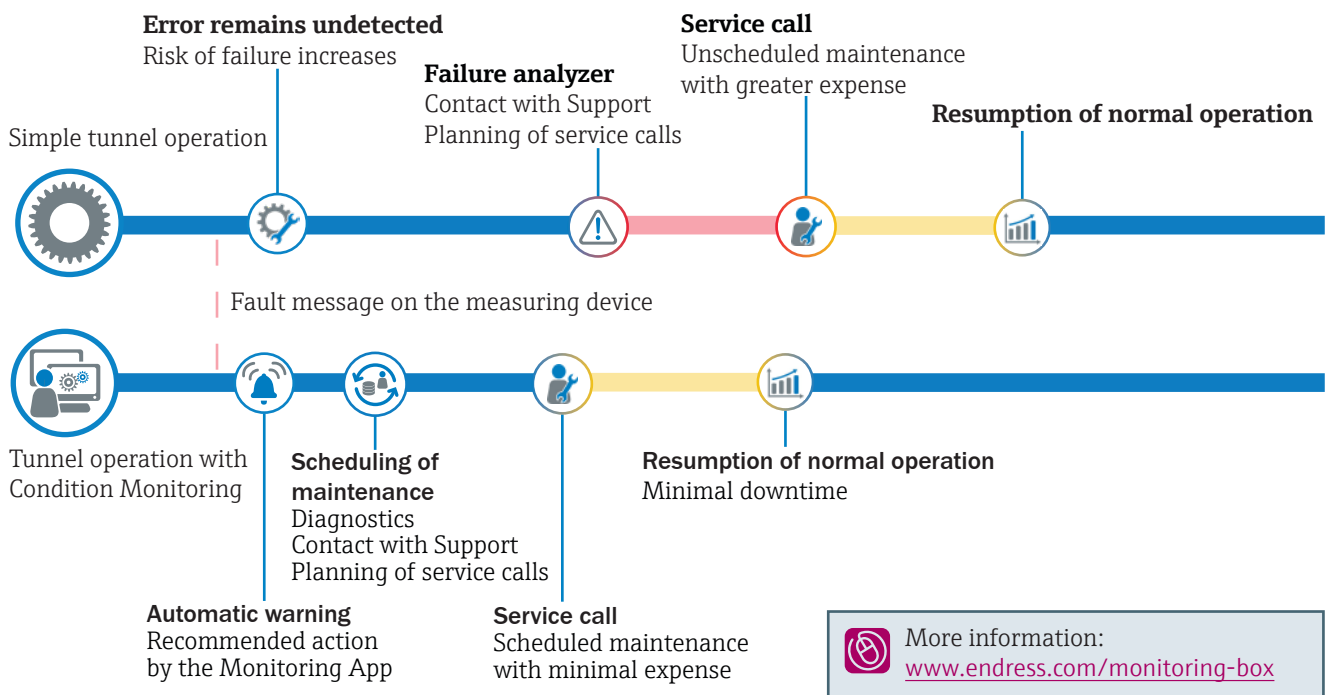 Error remains undetected
Risk of failure increases
Failure analyzer
Contact with Support
Planning of service calls
Service call
Unscheduled maintenance
with greater expense
Resumption of normal operation
Simple tunnel operation
Fault message on the measuring device
Tunnel operation with
Condition Monitoring
Automatic warning
Recommended action
by the Monitoring App
Scheduling of
maintenance
Diagnostics
Contact with Support
Planning of service calls
Service call
Scheduled maintenance
with minimal expense
Resumption of normal operation
Minimal downtime
More information:
www.endress.com/monitoring-box